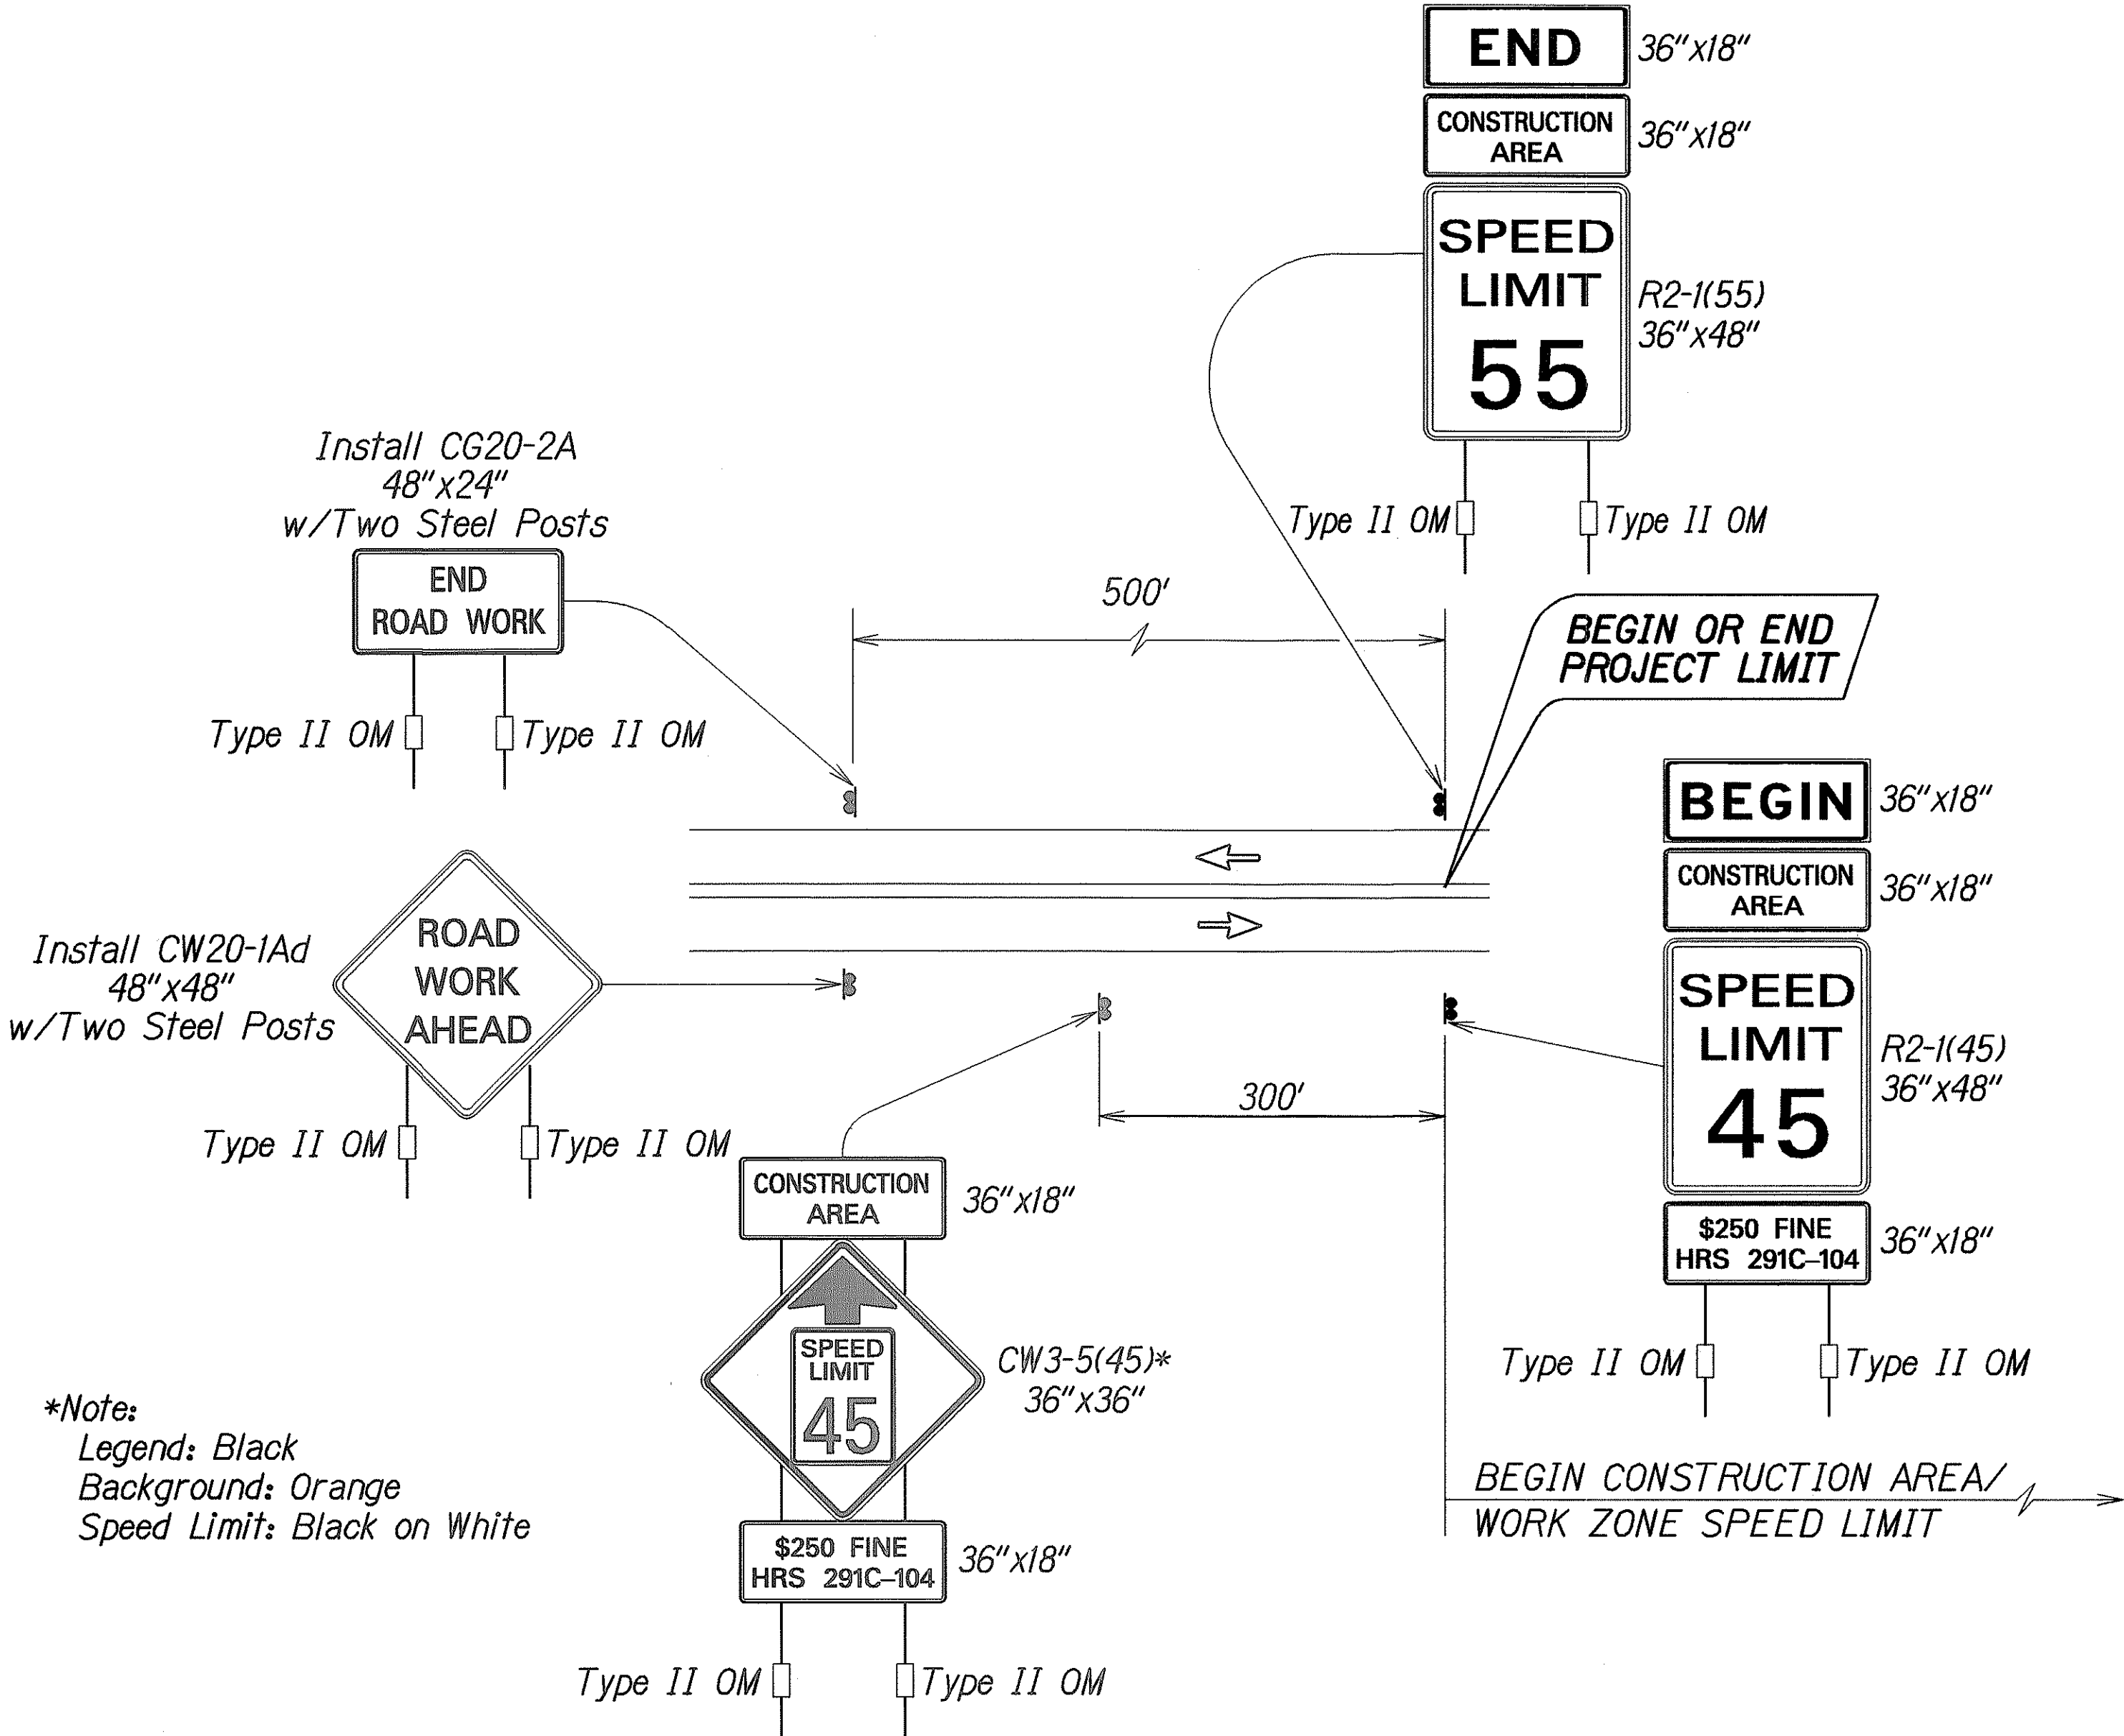 END
36"x18"
CONSTRUCTION
AREA
36"x18"
SPEED
LIMIT
55
R2-1(55)
36"x48"
Type II OM
Type II OM
Install CG20-2A
48"x24"
w/Two Steel Posts
END
ROAD WORK
Type II OM
Type II OM
500'
BEGIN OR END
PROJECT LIMIT
BEGIN
36"x18"
CONSTRUCTION
AREA
36"x18"
SPEED
LIMIT
45
R2-1(45)
36"x48"
$250 FINE
HRS 291C–104
36"x18"
Type II OM
Type II OM
Install CW20-1Ad
48"x48"
w/Two Steel Posts
ROAD
WORK
AHEAD
Type II OM
Type II OM
300'
CONSTRUCTION
AREA
36"x18"
SPEED
LIMIT
45
CW3-5(45)*
36"x36"
$250 FINE
HRS 291C–104
36"x18"
Type II OM
Type II OM
*Note:
Legend: Black
Background: Orange
Speed Limit: Black on White
BEGIN CONSTRUCTION AREA/
WORK ZONE SPEED LIMIT